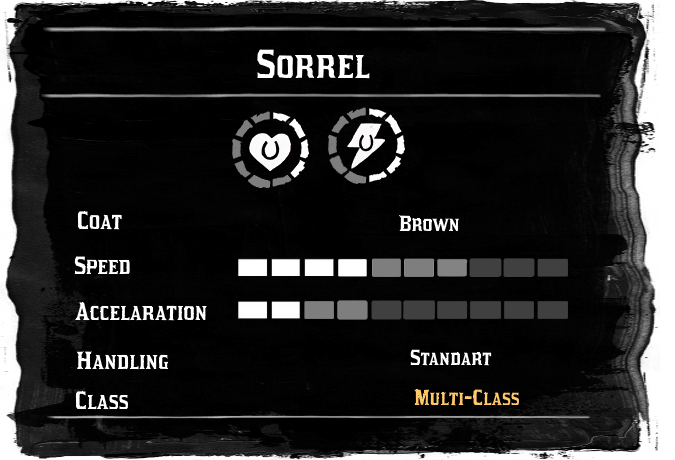 Sorrel
Coat Brown
Speed
Accelaration
Handling Standart
Class Multi-Class